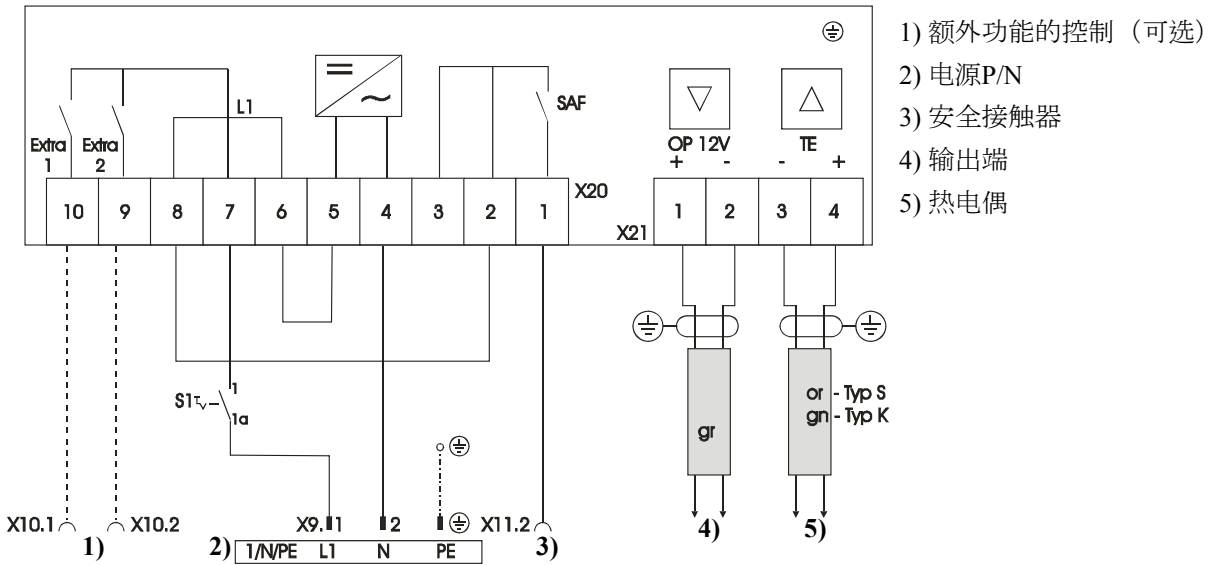 1) 额外功能的控制（可选）
2) 电源P/N
3) 安全接触器
4) 输出端
5) 热电偶
L1
SAF
Extra 1
Extra 2
OP 12V
+ -
TE
- +
X20
10 9 8 7 6 5 4 3 2 1
X21
1 2 3 4
S1
1
1a
or - Typ S
gn - Typ K
gr
X10.1
X10.2
X9.1
2
X11.2
1)
2)
1/N/PE L1 N PE
3)
4)
5)